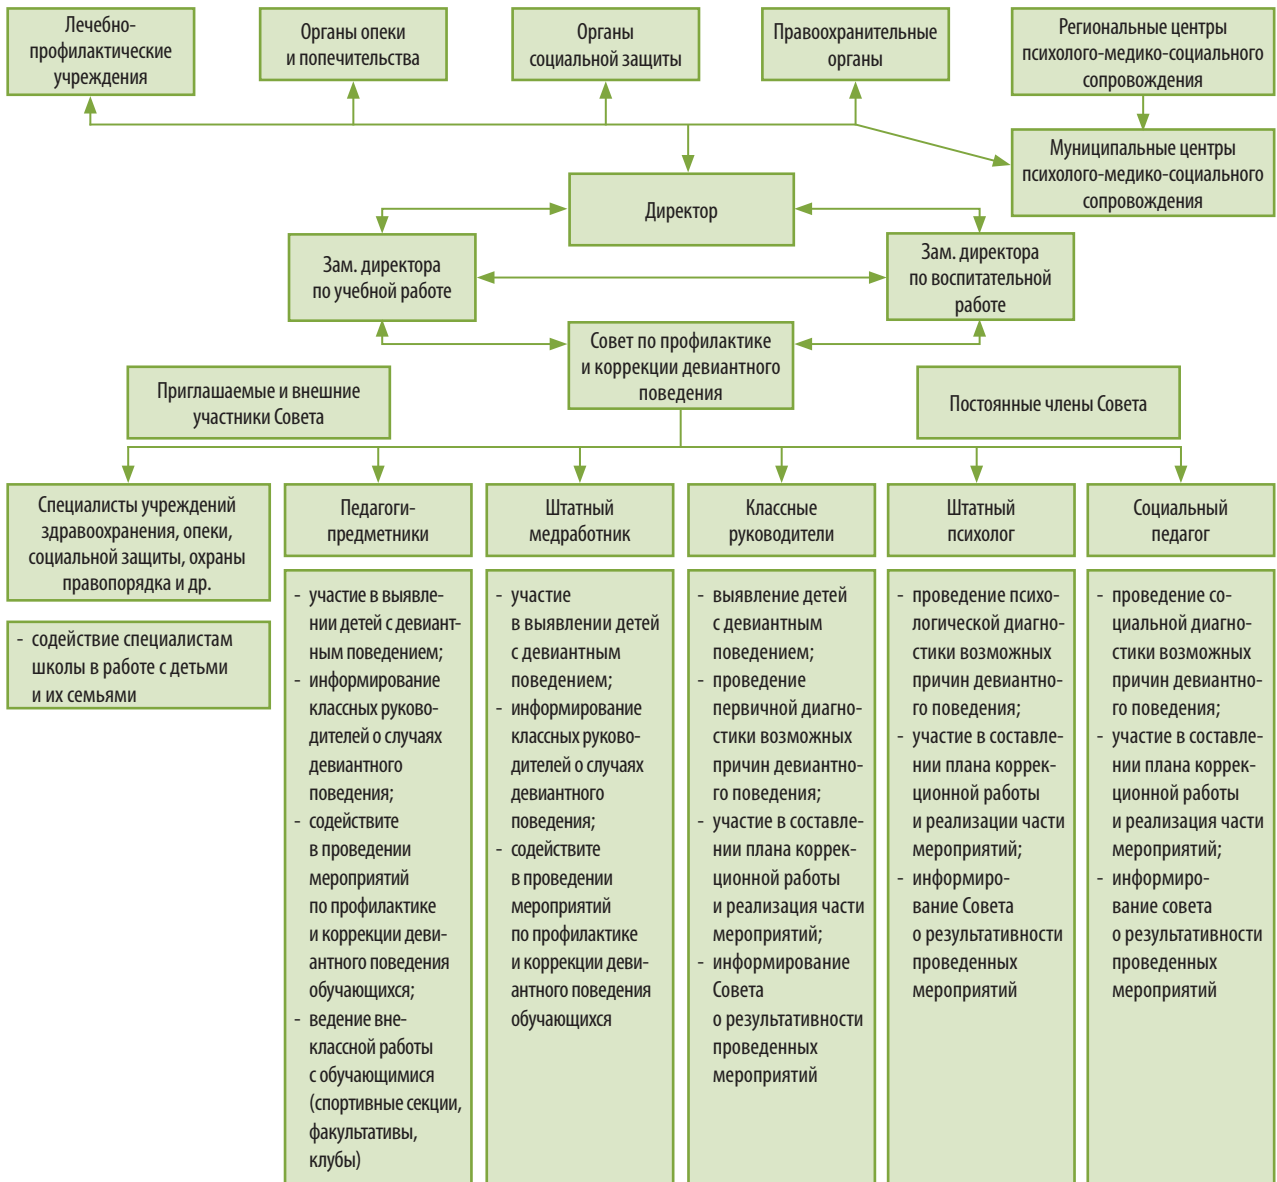 Лечебно-
профилактические
учреждения
Органы опеки
и попечительства
Органы
социальной защиты
Правоохранительные
органы
Региональные центры
психолого-медико-социального
сопровождения
Муниципальные центры
психолого-медико-социального
сопровождения
Директор
Зам. директора
по учебной работе
Зам. директора
по воспитательной
работе
Совет по профилактике
и коррекции девиантного
поведения
Приглашаемые и внешние
участники Совета
Постоянные члены Совета
Специалисты учреждений
здравоохранения, опеки,
социальной защиты, охраны
правопорядка и др.
- содействие специалистам
школы в работе с детьми
и их семьями
Педагоги-
предметники
- участие в выявле-
нии детей с девиант-
ным поведением;
- информирование
классных руково-
дителей о случаях
девиантного
поведения;
- содействите
в проведении
мероприятий
по профилактике
и коррекции деви-
антного поведения
обучающихся;
- ведение вне-
классной работы
с обучающимися
(спортивные секции,
факультативы,
клубы)
Штатный
медработник
- участие
в выявлении детей
с девиантным
поведением;
- информирование
классных руково-
дителей о случаях
девиантного
поведения;
- содействите
в проведении
мероприятий
по профилактике
и коррекции деви-
антного поведения
обучающихся
Классные
руководители
- выявление детей
с девиантным
поведением;
- проведение
первичной диагно-
стики возможных
причин девиантно-
го поведения;
- участие в составле-
нии плана коррек-
ционной работы
и реализация части
мероприятий;
- информирование
Совета
о результативности
проведенных
мероприятий
Штатный
психолог
- проведение психо-
логической диагно-
стики возможных
причин девиантно-
го поведения;
- участие в составле-
нии плана коррек-
ционной работы
и реализации части
мероприятий;
- информиро-
вание Совета
о результативности
проведенных
мероприятий
Социальный
педагог
- проведение со-
циальной диагно-
стики возможных
причин девиантно-
го поведения;
- участие в составле-
нии плана коррек-
ционной работы
и реализация части
мероприятий;
- информиро-
вание совета
о результативности
проведенных
мероприятий